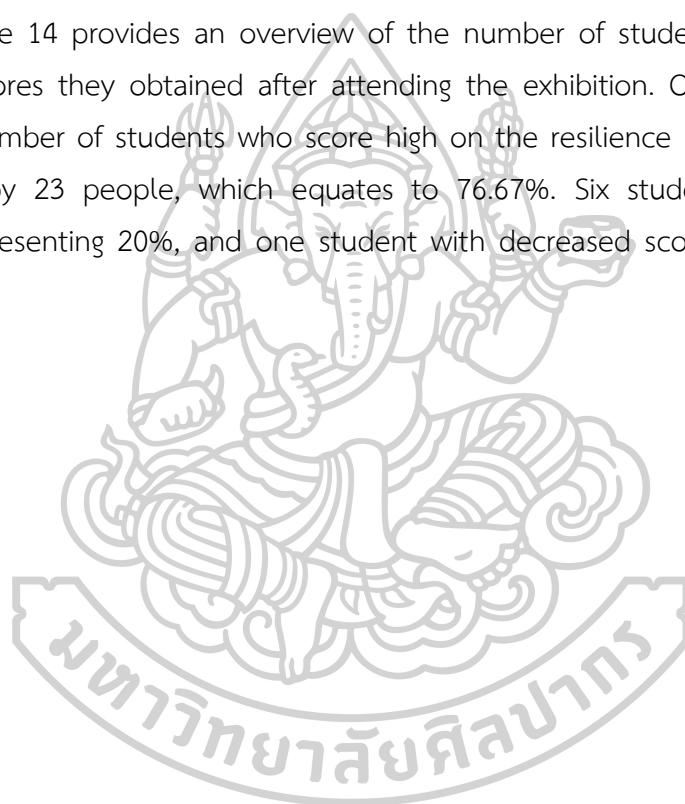 e 14 provides an overview of the number of stude
ores they obtained after attending the exhibition. O
mber of students who score high on the resilience
by 23 people, which equates to 76.67%. Six stude
esenting 20%, and one student with decreased sco
มหาวิทยาลัยศิลปากร